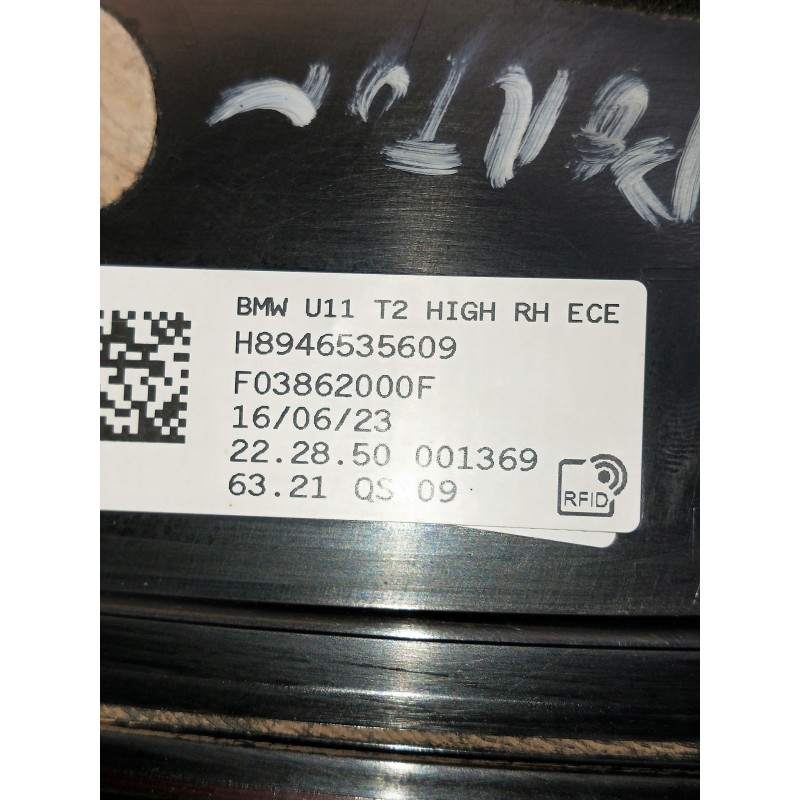 BMW U11 T2 HIGH RH ECE
H8946535609
F03862000F
16/06/23
22.28.50 001369
63.21 QS 09
RFID